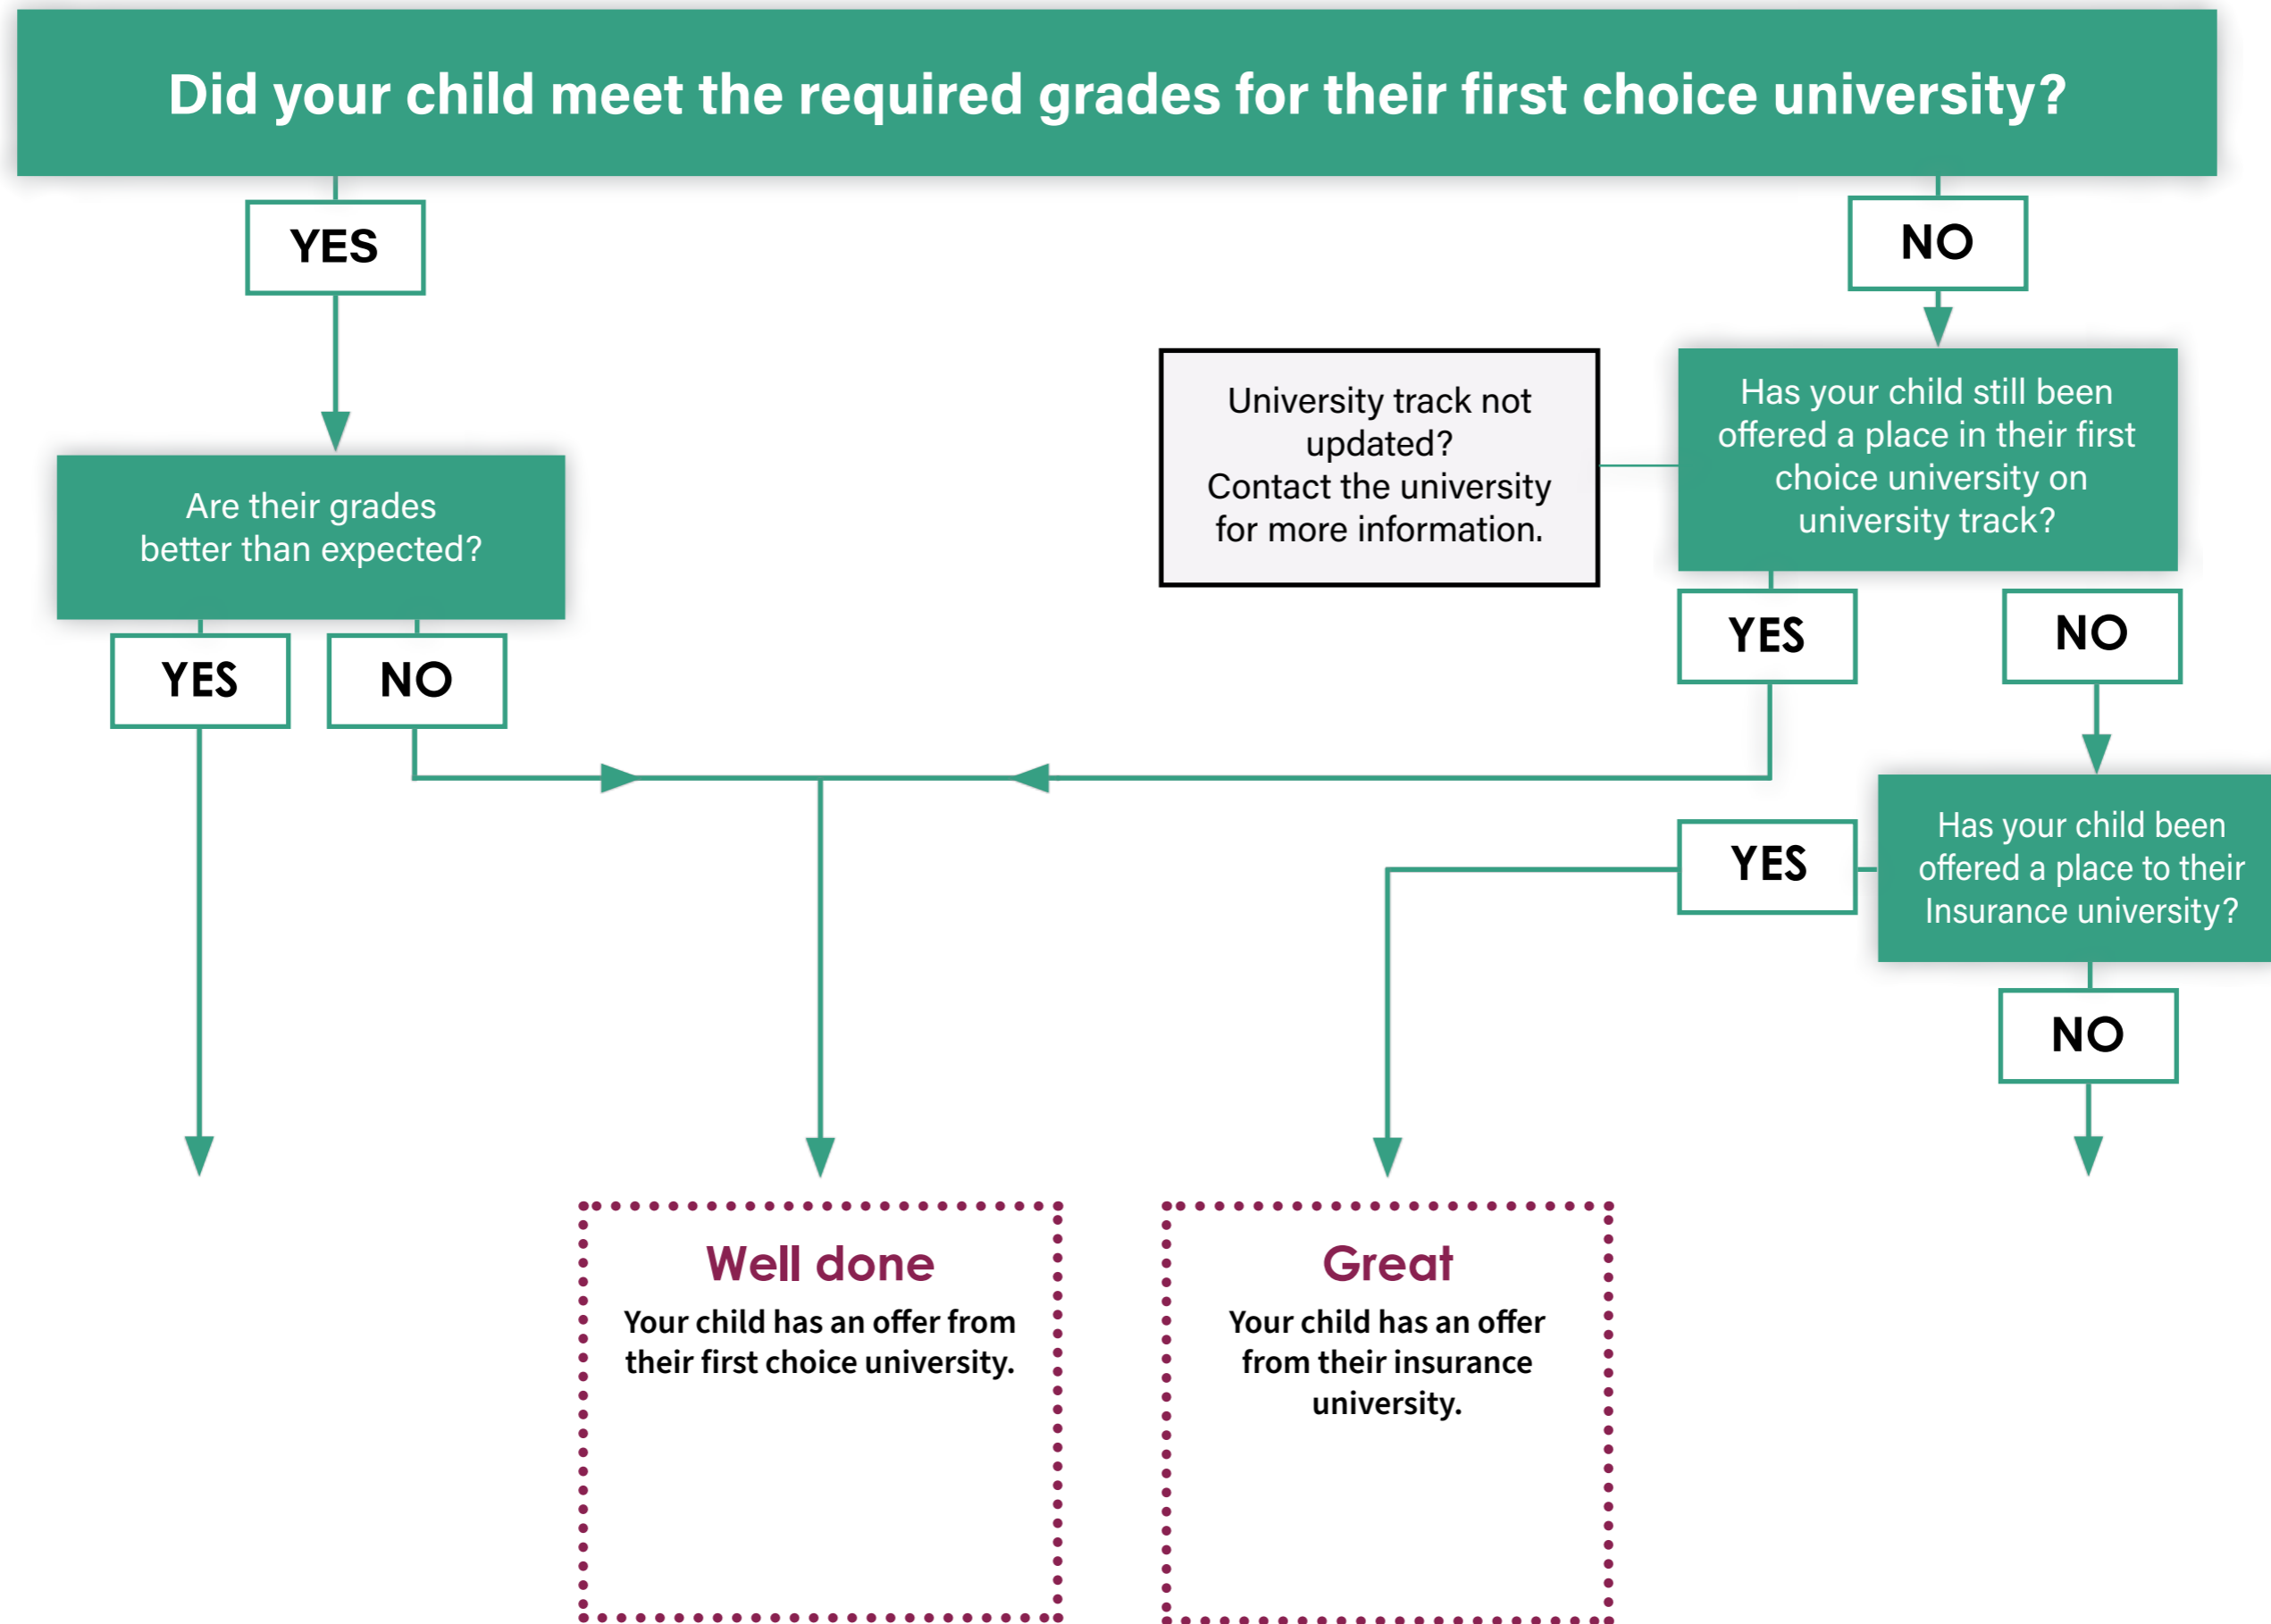 Did your child meet the required grades for their first choice university?
YES
NO
University track not
updated?
Contact the university
for more information.
Has your child still been
offered a place in their first
choice university on
university track?
Are their grades
better than expected?
YES
NO
YES
NO
YES
Has your child been
offered a place to their
Insurance university?
NO
Well done
Your child has an offer from
their first choice university.
Great
Your child has an offer
from their insurance
university.